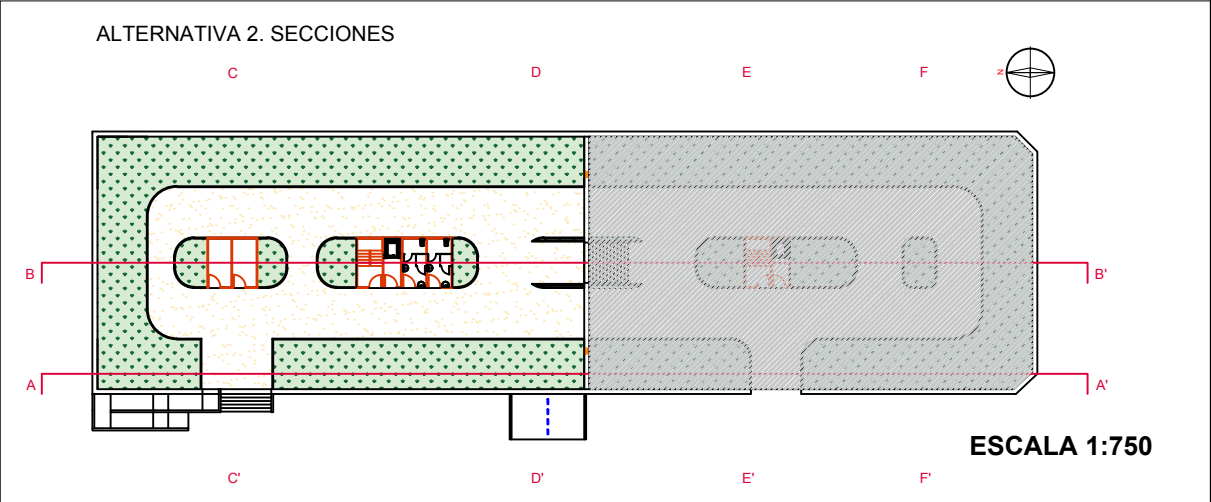 ALTERNATIVA 2. SECCIONES
C D E F
N
B B'
A A'
ESCALA 1:750
C' D' E' F'